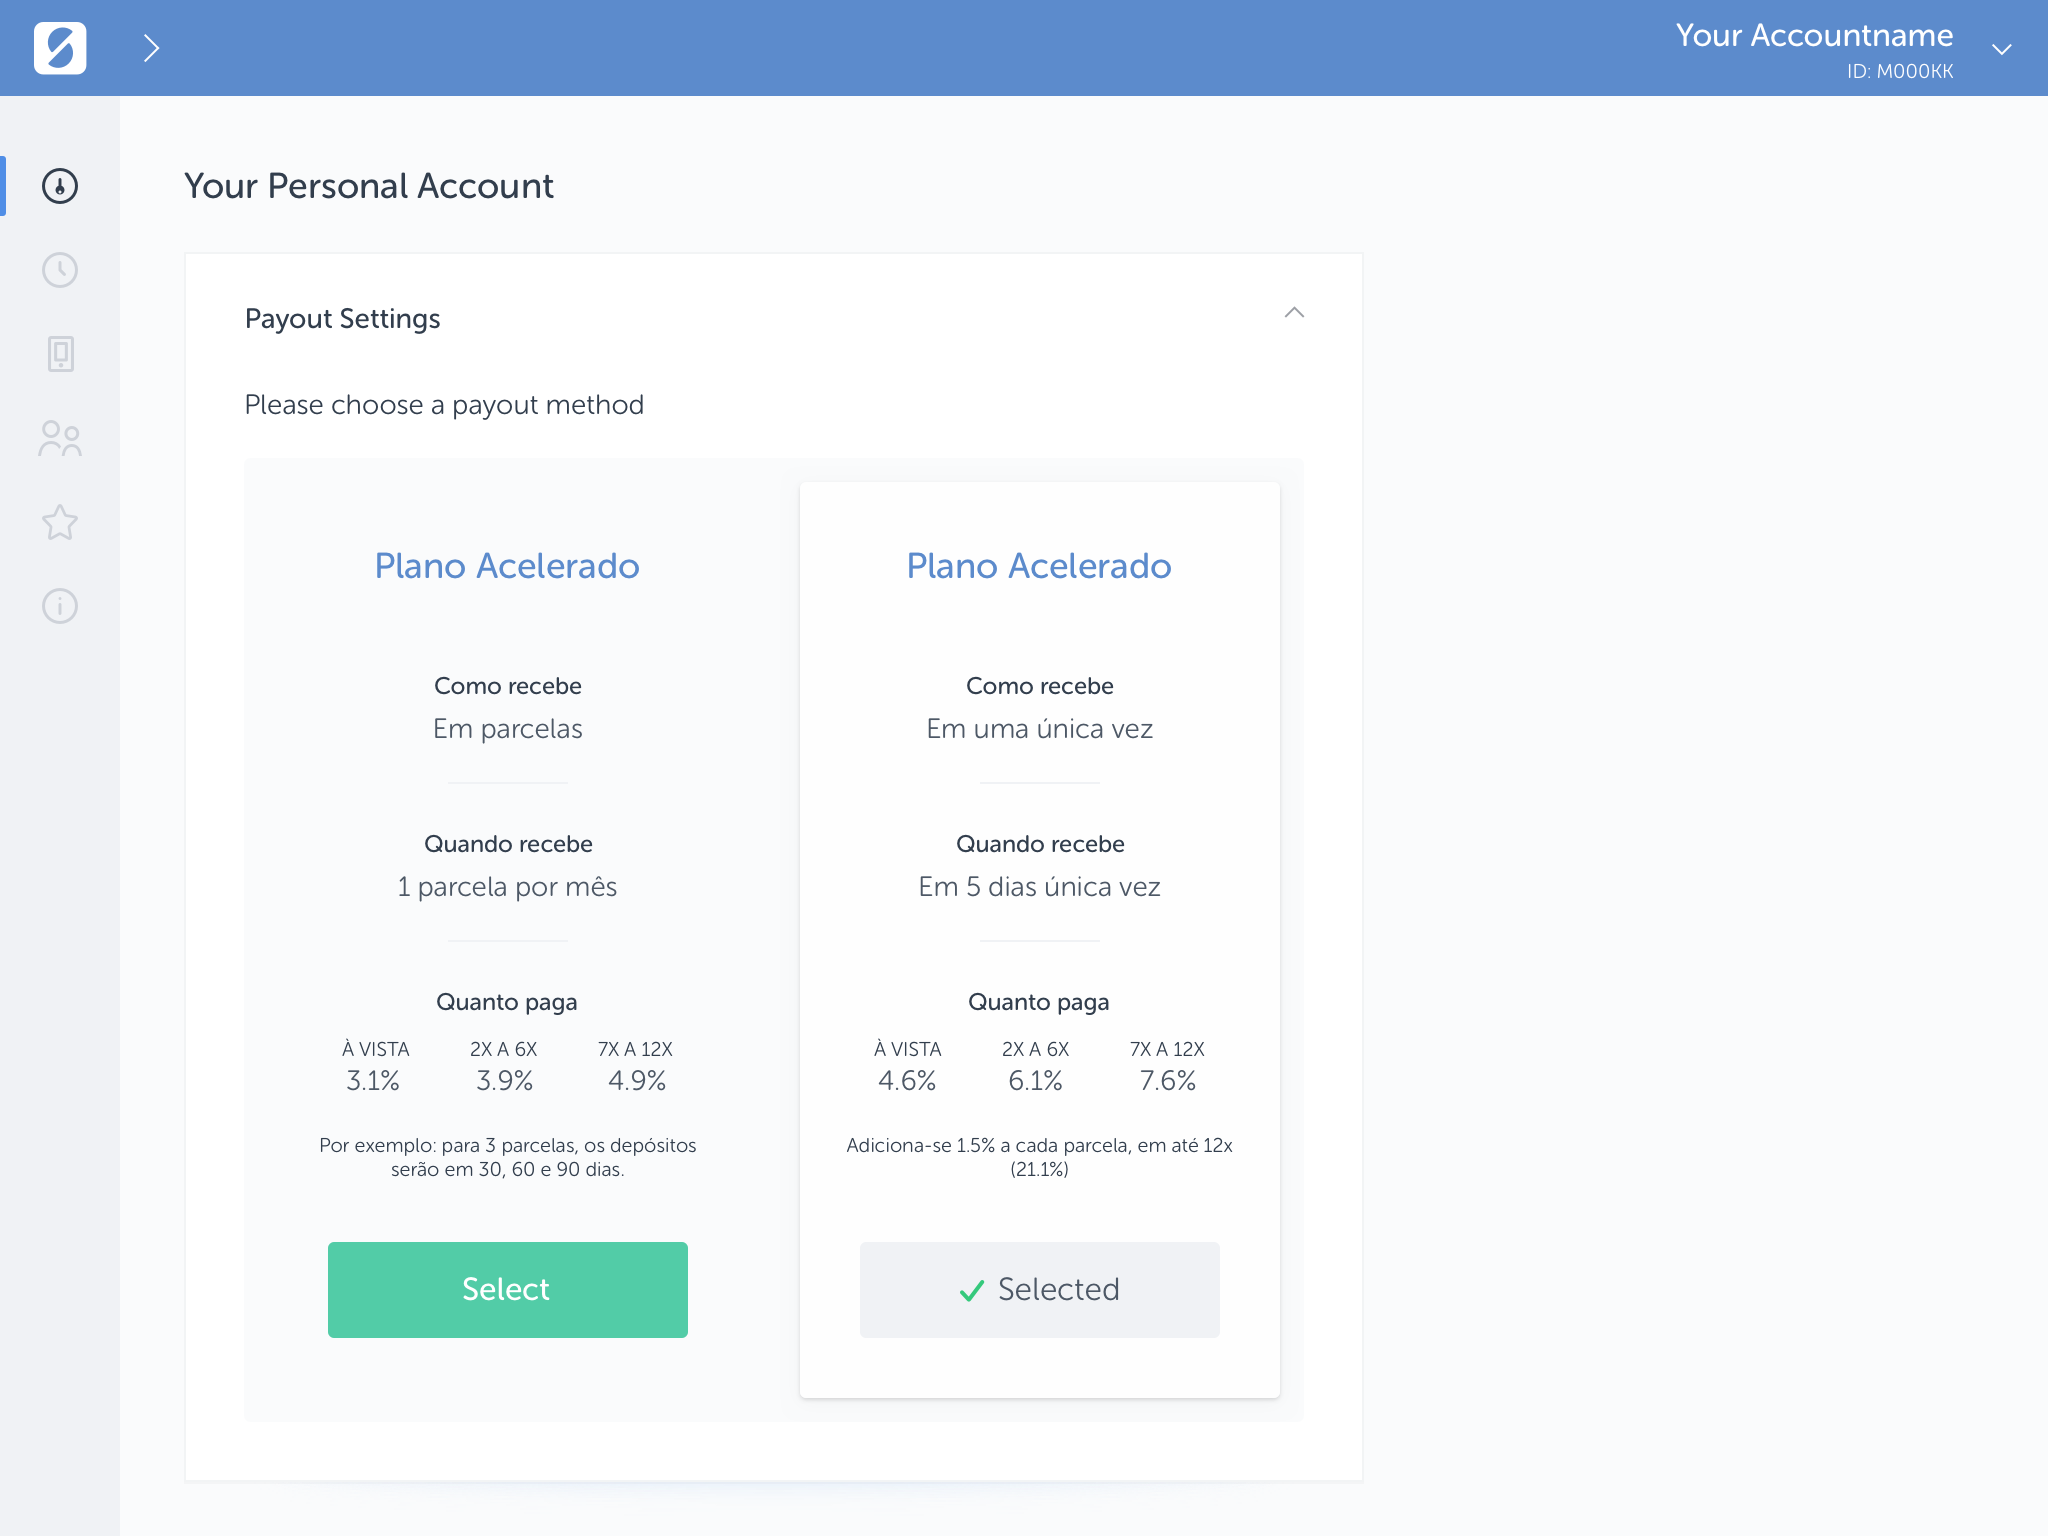 Your Accountname
ID: M000KK
Your Personal Account
Payout Settings
Please choose a payout method
Plano Acelerado
Como recebe
Em parcelas
Quando recebe
1 parcela por mês
Quanto paga
À VISTA 2X A 6X 7X A 12X
3.1% 3.9% 4.9%
Por exemplo: para 3 parcelas, os depósitos
serão em 30, 60 e 90 dias.
Select
Plano Acelerado
Como recebe
Em uma única vez
Quando recebe
Em 5 dias única vez
Quanto paga
À VISTA 2X A 6X 7X A 12X
4.6% 6.1% 7.6%
Adiciona-se 1.5% a cada parcela, em até 12x
(21.1%)
Selected